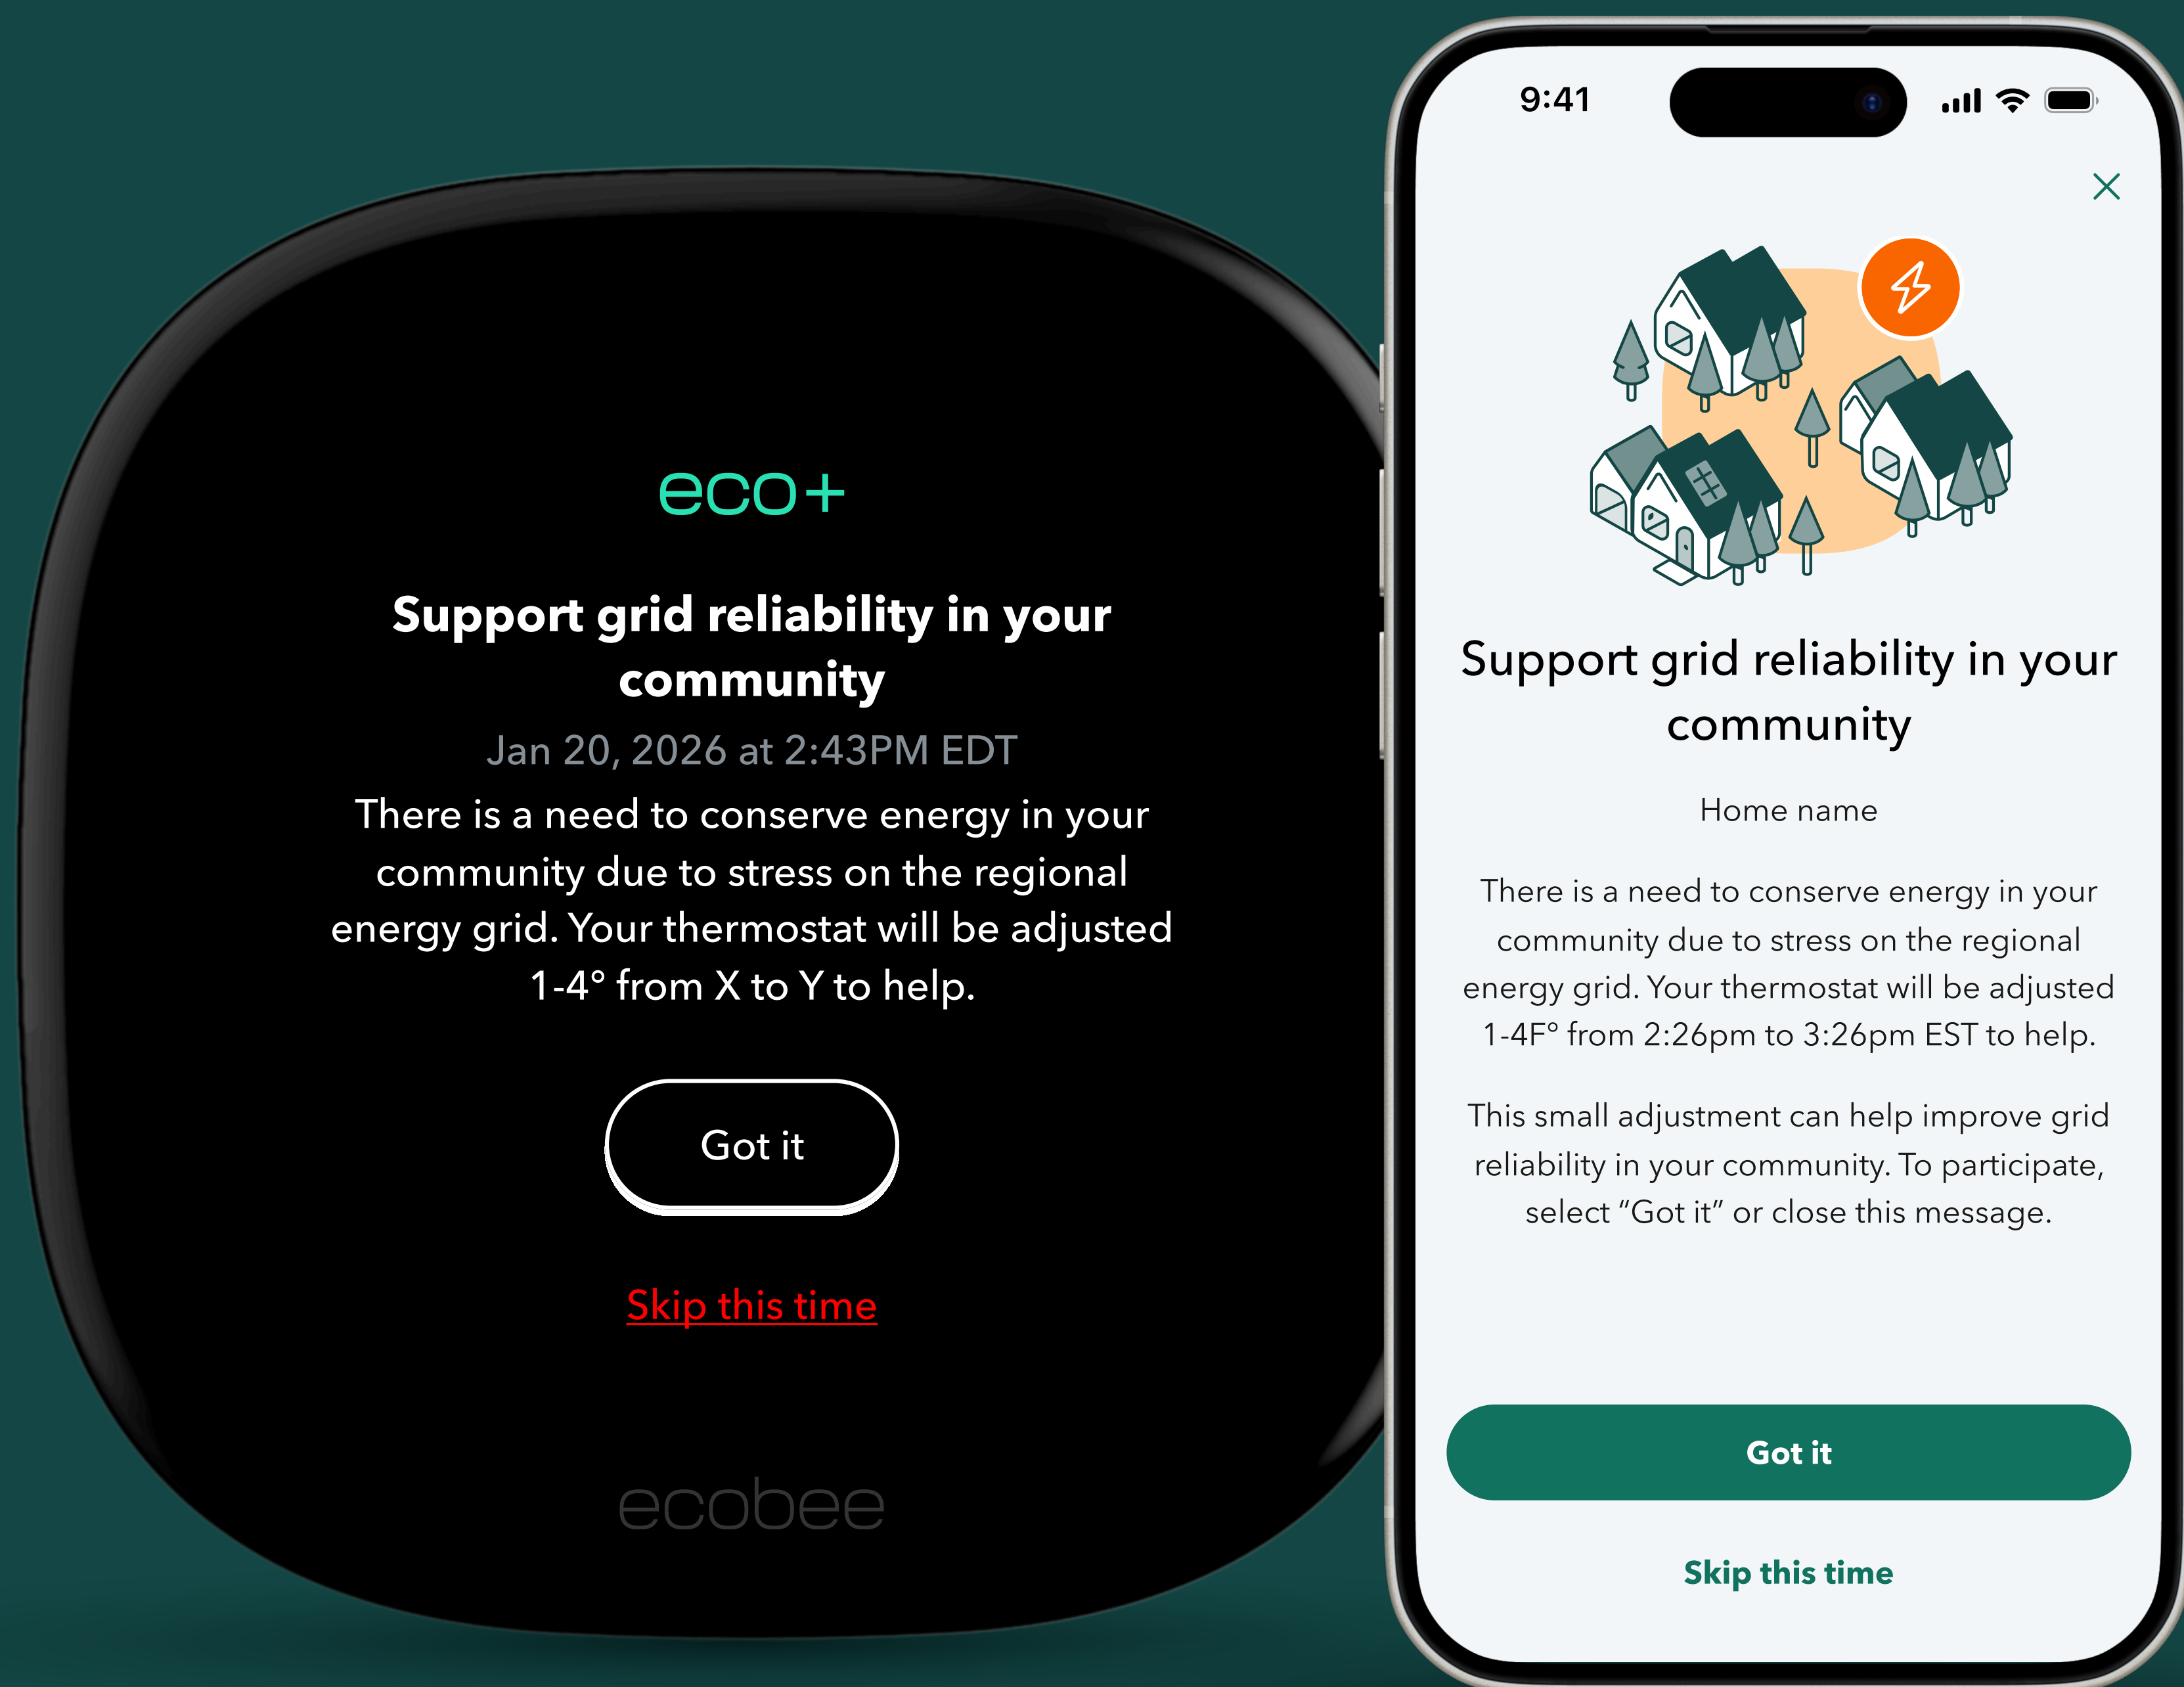 eco+
Support grid reliability in your
community
Jan 20, 2026 at 2:43PM EDT
There is a need to conserve energy in your
community due to stress on the regional
energy grid. Your thermostat will be adjusted
1-4° from X to Y to help.
Got it
Skip this time
ecobee
9:41
Support grid reliability in your
community
Home name
There is a need to conserve energy in your
community due to stress on the regional
energy grid. Your thermostat will be adjusted
1-4F° from 2:26pm to 3:26pm EST to help.
This small adjustment can help improve grid
reliability in your community. To participate,
select “Got it” or close this message.
Got it
Skip this time